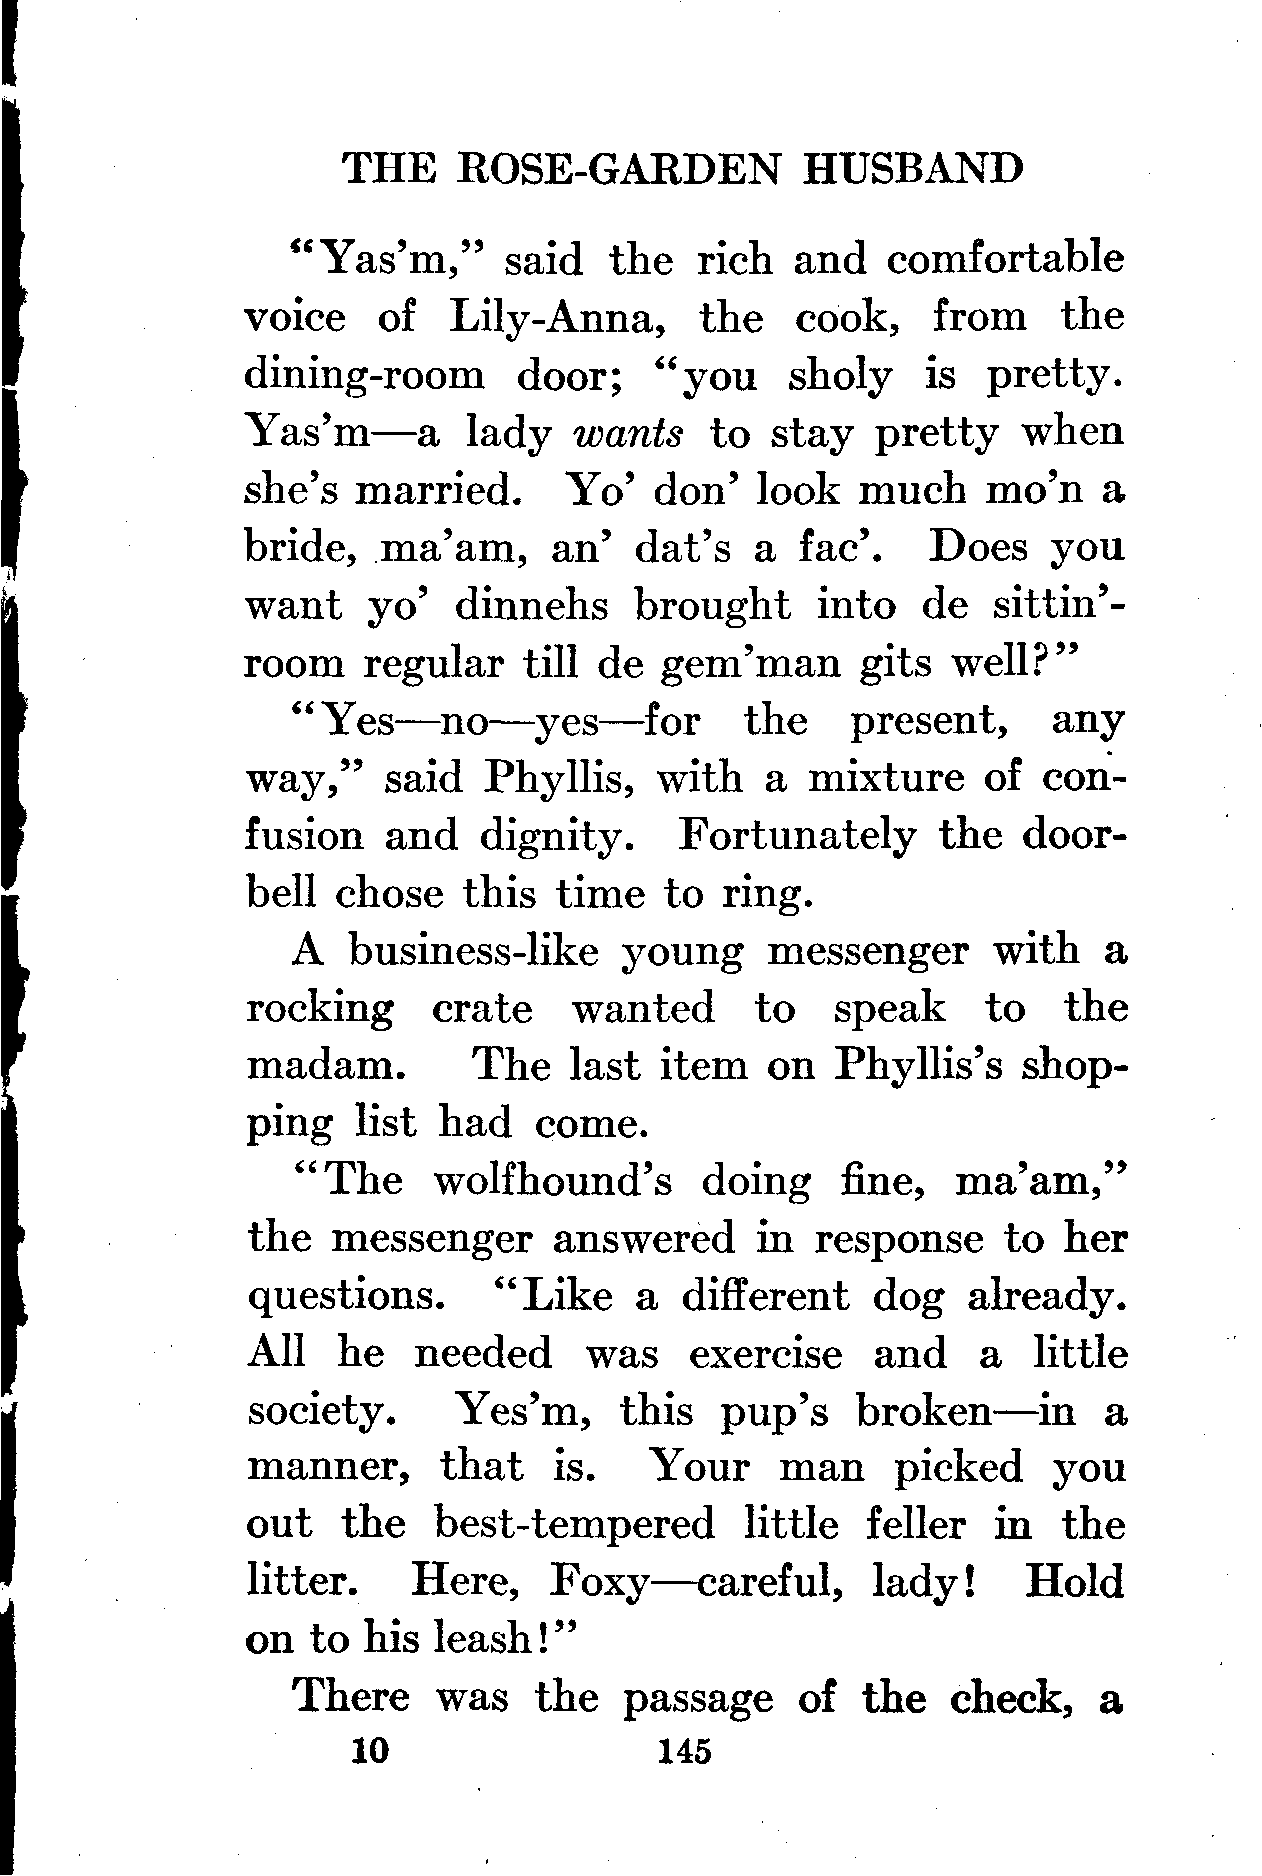 THE ROSE-GARDEN HUSBAND
“Yas’m,” said the rich and comfortable
voice of Lily-Anna, the cook, from the
dining-room door; “you sholy is pretty.
Yas’m—a lady wants to stay pretty when
she’s married. Yo’ don’ look much mo’n a
bride, ma’am, an’ dat’s a fac’. Does you
want yo’ dinnehs brought into de sittin’-
room regular till de gem’man gits well?”
“Yes—no—yes—for the present, any
way,” said Phyllis, with a mixture of con-
fusion and dignity. Fortunately the door-
bell chose this time to ring.
A business-like young messenger with a
rocking crate wanted to speak to the
madam. The last item on Phyllis’s shop-
ping list had come.
“The wolfhound’s doing fine, ma’am,”
the messenger answered in response to her
questions. “Like a different dog already.
All he needed was exercise and a little
society. Yes’m, this pup’s broken—in a
manner, that is. Your man picked you
out the best-tempered little feller in the
litter. Here, Foxy—careful, lady! Hold
on to his leash!”
There was the passage of the check, a
10 145